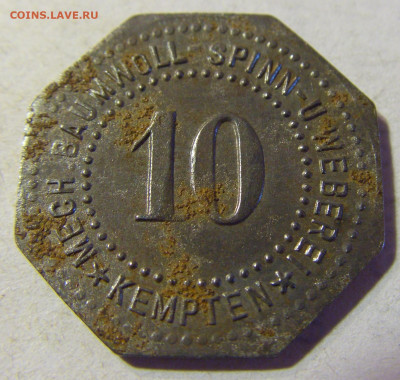 COINS.LAVE.RU
MECH. BAUMWOLL-SPINN-U.WEBEREI
10
*KEMPTEN*